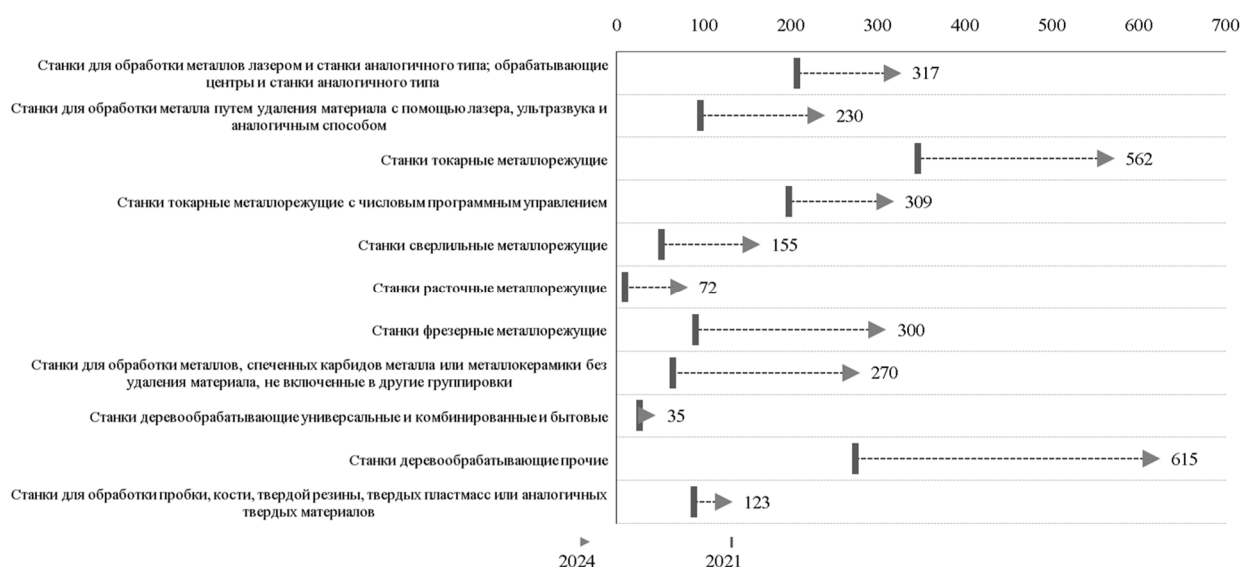 0 100 200 300 400 500 600 700
Станки для обработки металлов лазером и станки аналогичного типа; обрабатывающие
центры и станки аналогичного типа
317
Станки для обработки металла путем удаления материала с помощью лазера, ультразвука и
аналогичным способом
230
Станки токарные металлорежущие
562
Станки токарные металлорежущие с числовым программным управлением
309
Станки сверлильные металлорежущие
155
Станки расточные металлорежущие
72
Станки фрезерные металлорежущие
300
Станки для обработки металлов, спеченных карбидов металла или металлокерамики без
удаления материала, не включенные в другие группировки
270
Станки деревообрабатывающие универсальные и комбинированные и бытовые
35
Станки деревообрабатывающие прочие
615
Станки для обработки пробки, кости, твердой резины, твердых пластмасс или аналогичных
твердых материалов
123
2024 2021